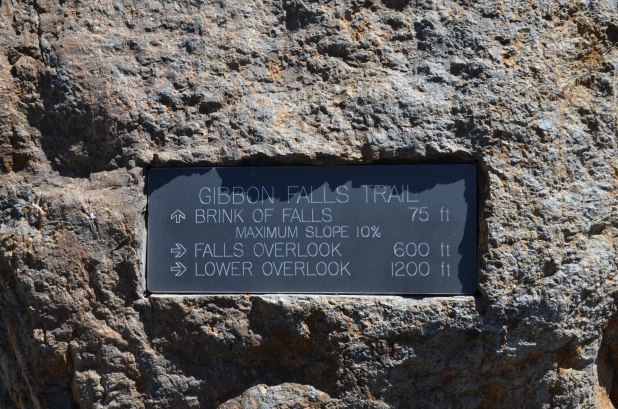 GIBBON FALLS TRAIL
⇧ BRINK OF FALLS 75 ft
MAXIMUM SLOPE 10%
⇨ FALLS OVERLOOK 600 ft
⇨ LOWER OVERLOOK 1200 ft